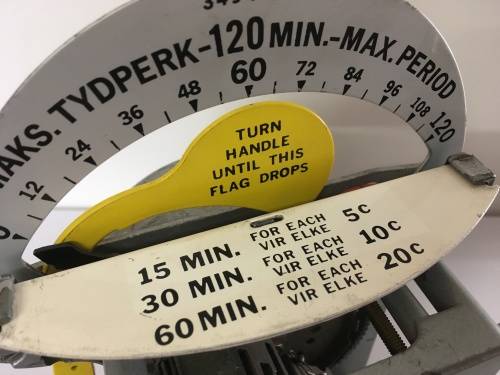 MAKS. TYDPERK-120 MIN.-MAX. PERIOD
12 24 36 48 60 72 84 96 108 120
TURN
HANDLE
UNTIL THIS
FLAG DROPS
15 MIN. FOR EACH VIR ELKE 5c
30 MIN. FOR EACH VIR ELKE 10c
60 MIN. FOR EACH VIR ELKE 20c